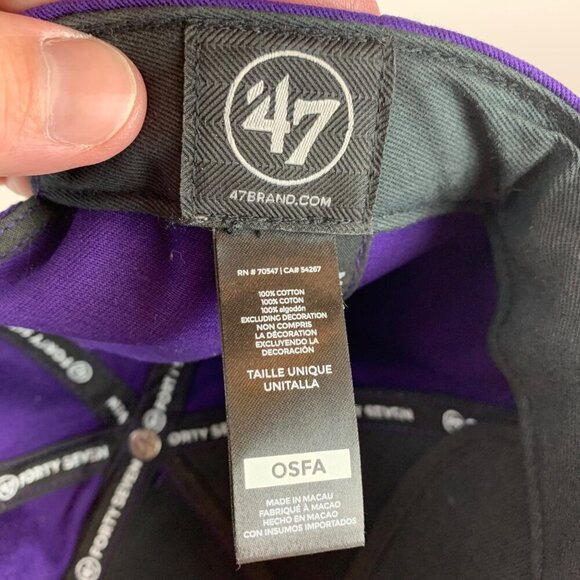 '47
47BRAND.COM
RN # 70547 | CA# 54267
100% COTTON
100% COTON
100% algodón
EXCLUDING DECORATION
NON COMPRIS
LA DÉCORATION
EXCLUYENDO LA
DECORACIÓN
TAILLE UNIQUE
UNITALLA
OSFA
MADE IN MACAU
FABRIQUÉ À MACAO
HECHO EN MACAO
CON INSUMOS IMPORTADOS
FORTY SEVEN
FORTY SEVEN
FORTY SEVEN